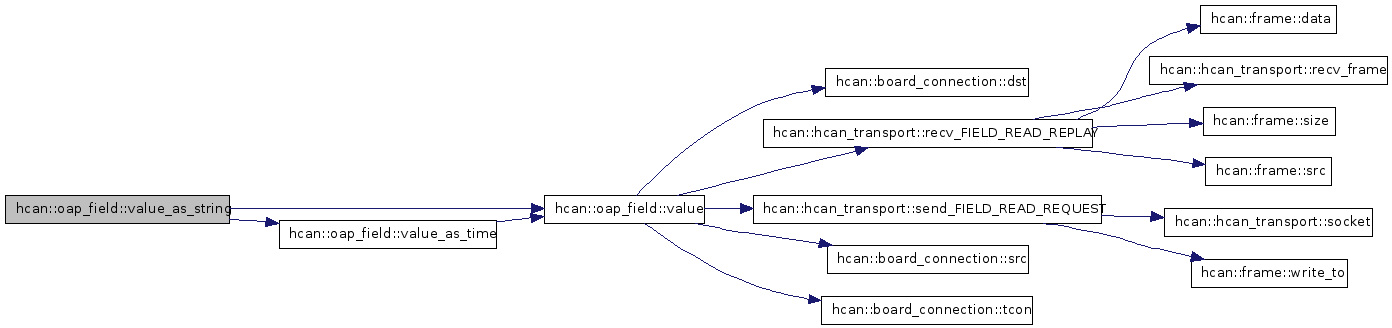 hcan::oap_field::value_as_string
hcan::oap_field::value_as_time
hcan::oap_field::value
hcan::board_connection::dst
hcan::hcan_transport::recv_FIELD_READ_REPLAY
hcan::hcan_transport::send_FIELD_READ_REQUEST
hcan::board_connection::src
hcan::board_connection::tcon
hcan::frame::data
hcan::hcan_transport::recv_frame
hcan::frame::size
hcan::frame::src
hcan::hcan_transport::socket
hcan::frame::write_to